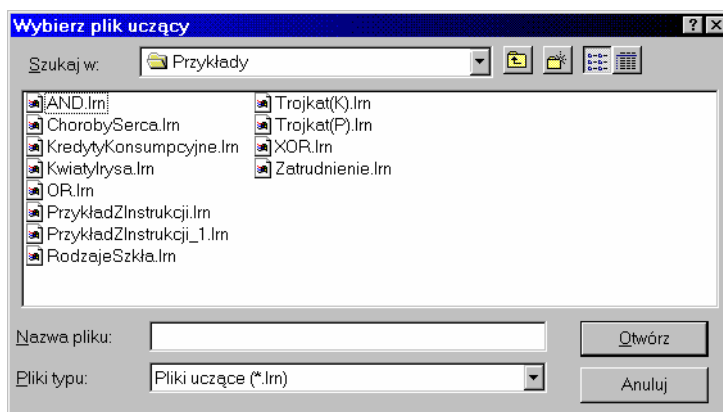 Wybierz plik uczący
Szukaj w: Przykłady
AND.lrn
ChorobySerca.lrn
KredytyKonsumpcyjne.lrn
KwiatyIrysa.lrn
OR.lrn
PrzykładZInstrukcji.lrn
PrzykładZInstrukcji_1.lrn
RodzajeSzkła.lrn
Trojkat(K).lrn
Trojkat(P).lrn
XOR.lrn
Zatrudnienie.lrn
Nazwa pliku:
Otwórz
Pliki typu: Pliki uczące (*.lrn)
Anuluj